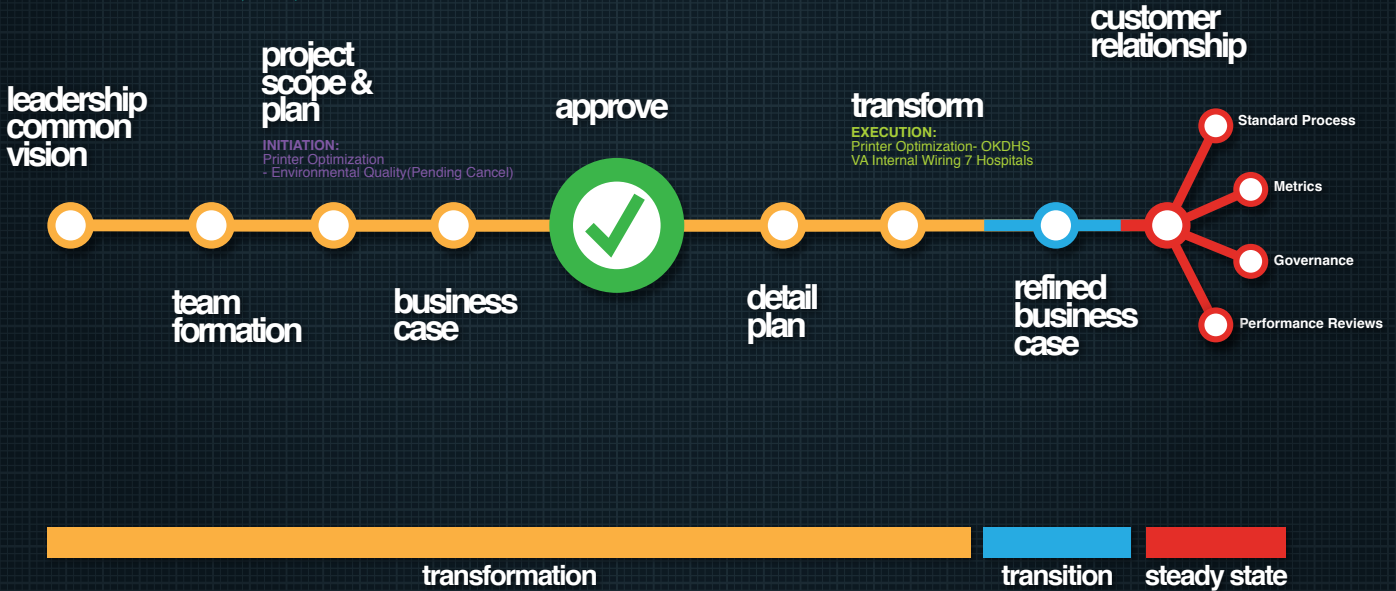 customer
relationship
project
scope &
plan
leadership
common
vision
approve
transform
INITIATION:
Printer Optimization
- Environmental Quality(Pending Cancel)
EXECUTION:
Printer Optimization- OKDHS
VA Internal Wiring 7 Hospitals
Standard Process
Metrics
Governance
Performance Reviews
team
formation
business
case
detail
plan
refined
business
case
transformation
transition
steady state